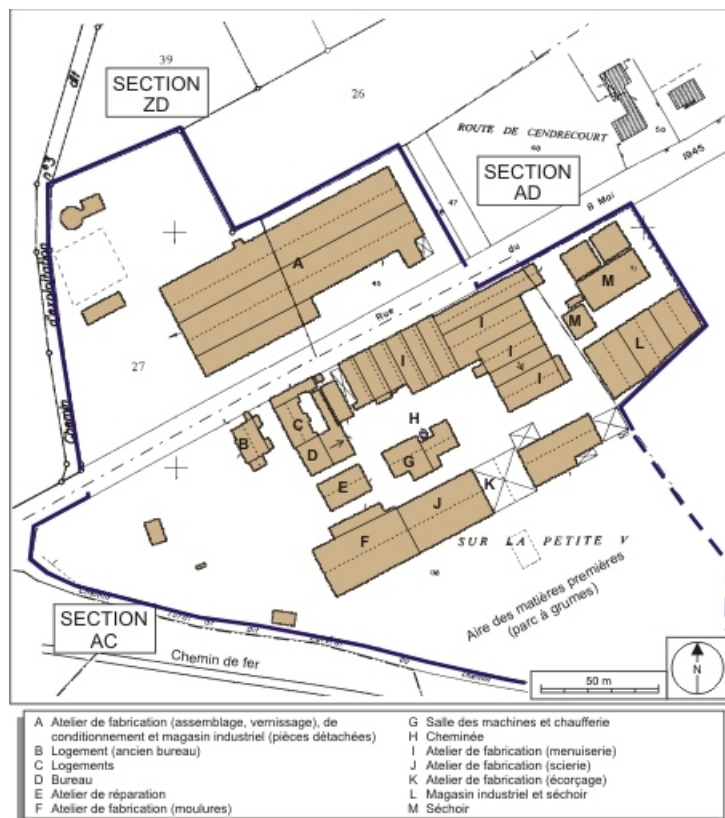 39
SECTION
ZD
26
ROUTE DE CENDRECOURT
SECTION
AD
50
1945
47
8 Mai
du
A
M
M
L
Rue
I
I
I
I
27
Chemin
H
C
B
D
G
E
K
J
F
SUR LA PETITE V
Aire des matières premières
(parc à grumes)
SECTION
AC
Chemin de fer
50 m
N
A Atelier de fabrication (assemblage, vernissage), de
conditionnement et magasin industriel (pièces détachées)
B Logement (ancien bureau)
C Logements
D Bureau
E Atelier de réparation
F Atelier de fabrication (moulures)
G Salle des machines et chaufferie
H Cheminée
I Atelier de fabrication (menuiserie)
J Atelier de fabrication (scierie)
K Atelier de fabrication (écorçage)
L Magasin industriel et séchoir
M Séchoir